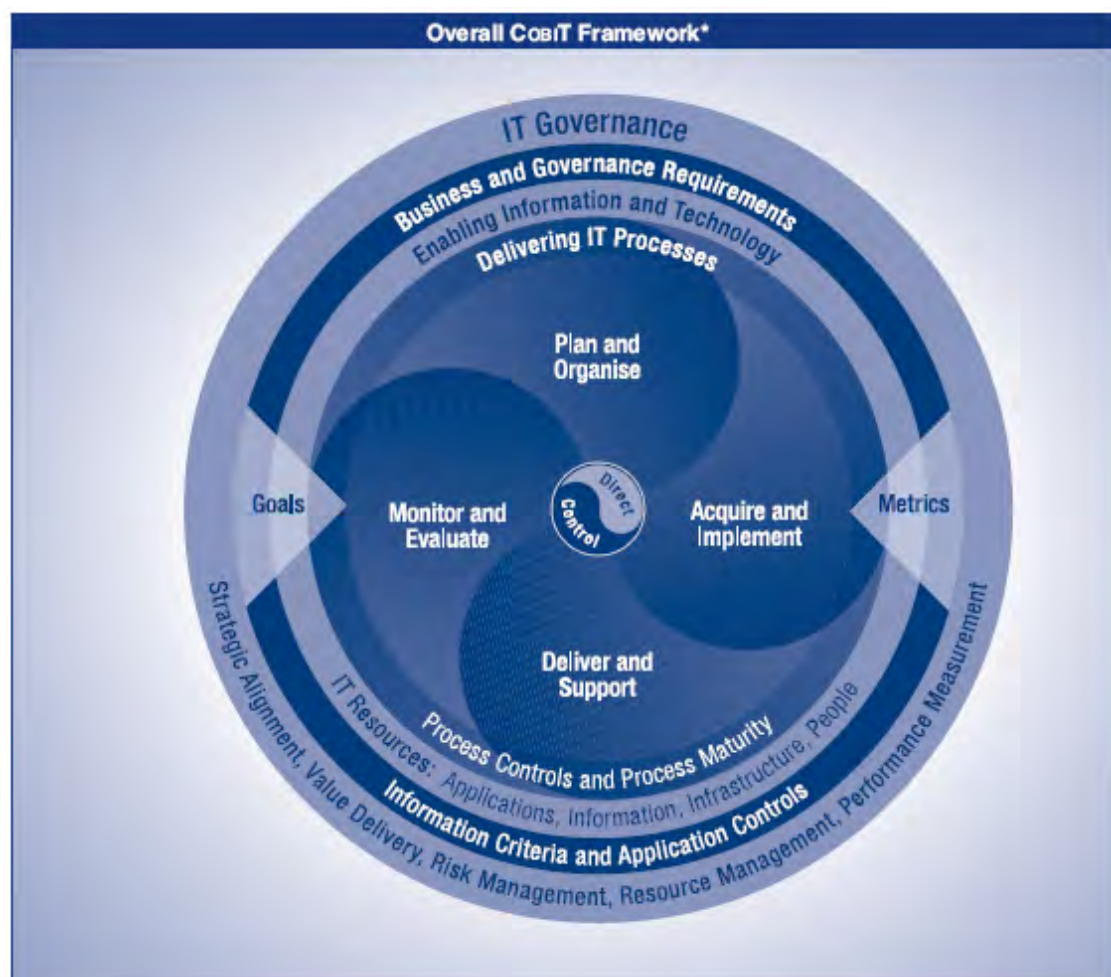 Overall COBIT Framework*
IT Governance
Business and Governance Requirements
Enabling Information and Technology
Delivering IT Processes
Plan and
Organise
Goals
Monitor and
Evaluate
Direct
Control
Acquire and
Implement
Metrics
Deliver and
Support
Process Controls and Process Maturity
IT Resources: Applications, Information, Infrastructure, People
Information Criteria and Application Controls
Strategic Alignment, Value Delivery, Risk Management, Resource Management, Performance Measurement